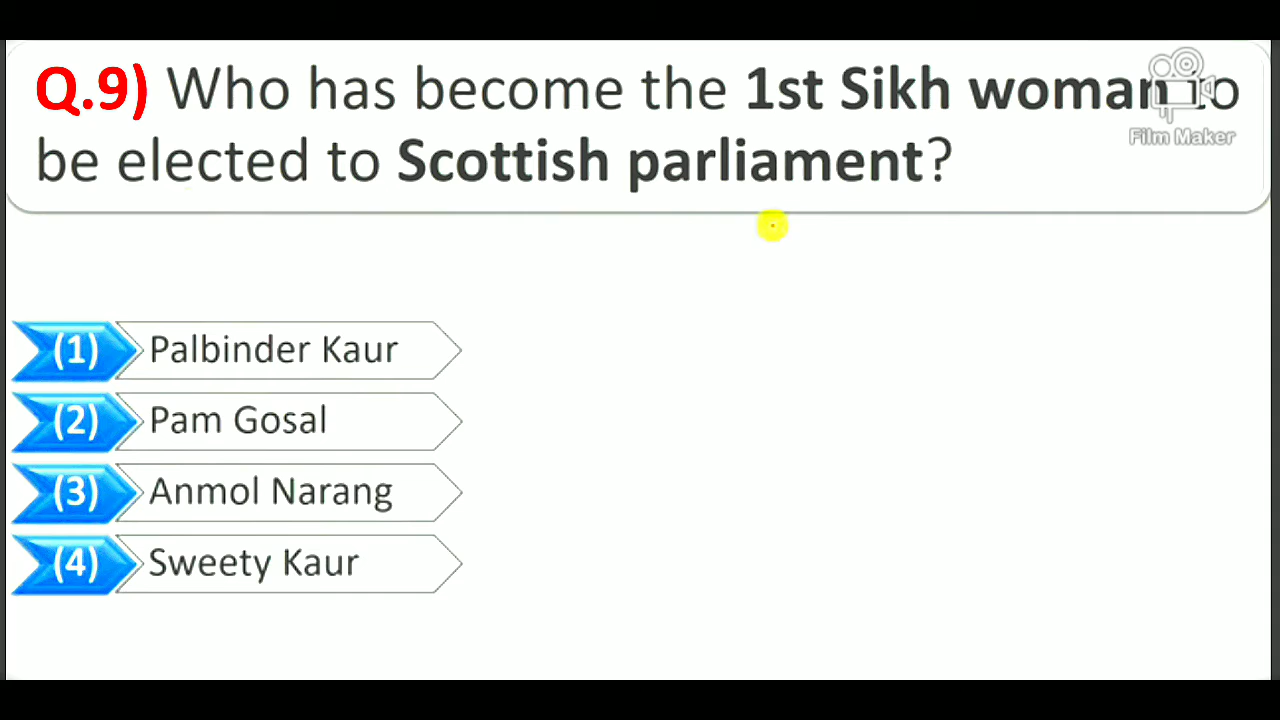 Q.9) Who has become the 1st Sikh woman to
Film Maker
be elected to Scottish parliament?
(1) Palbinder Kaur
(2) Pam Gosal
(3) Anmol Narang
(4) Sweety Kaur